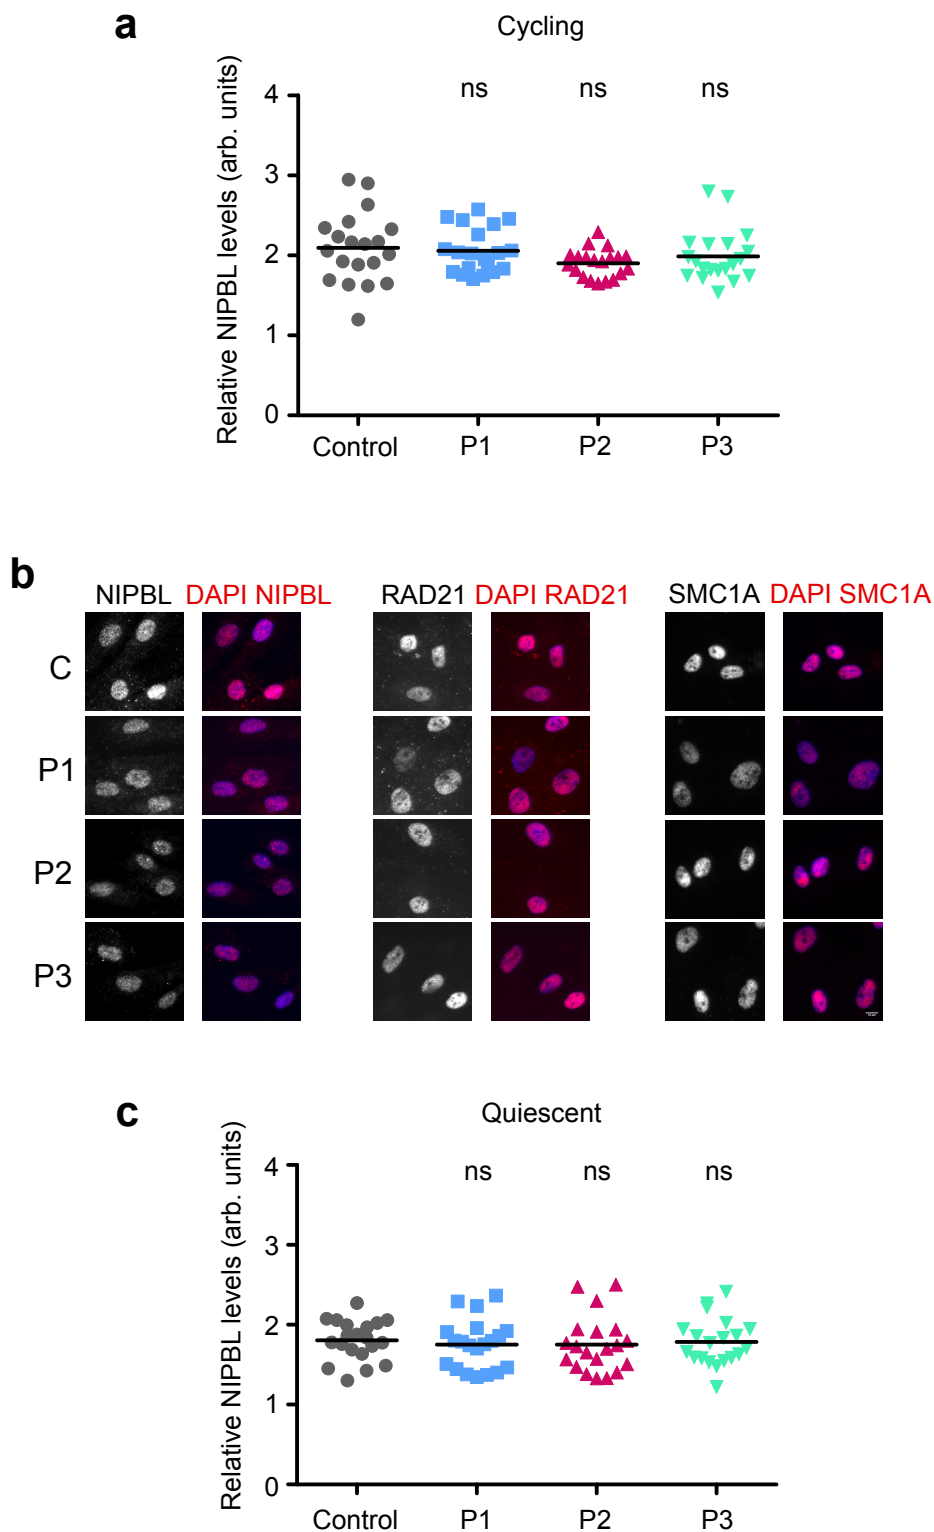 a
Cycling
ns ns ns
Relative NIPBL levels (arb. units)
4
3
2
1
0
Control P1 P2 P3
b
NIPBL DAPI NIPBL RAD21 DAPI RAD21 SMC1A DAPI SMC1A
C
P1
P2
P3
c
Quiescent
ns ns ns
Relative NIPBL levels (arb. units)
4
3
2
1
0
Control P1 P2 P3